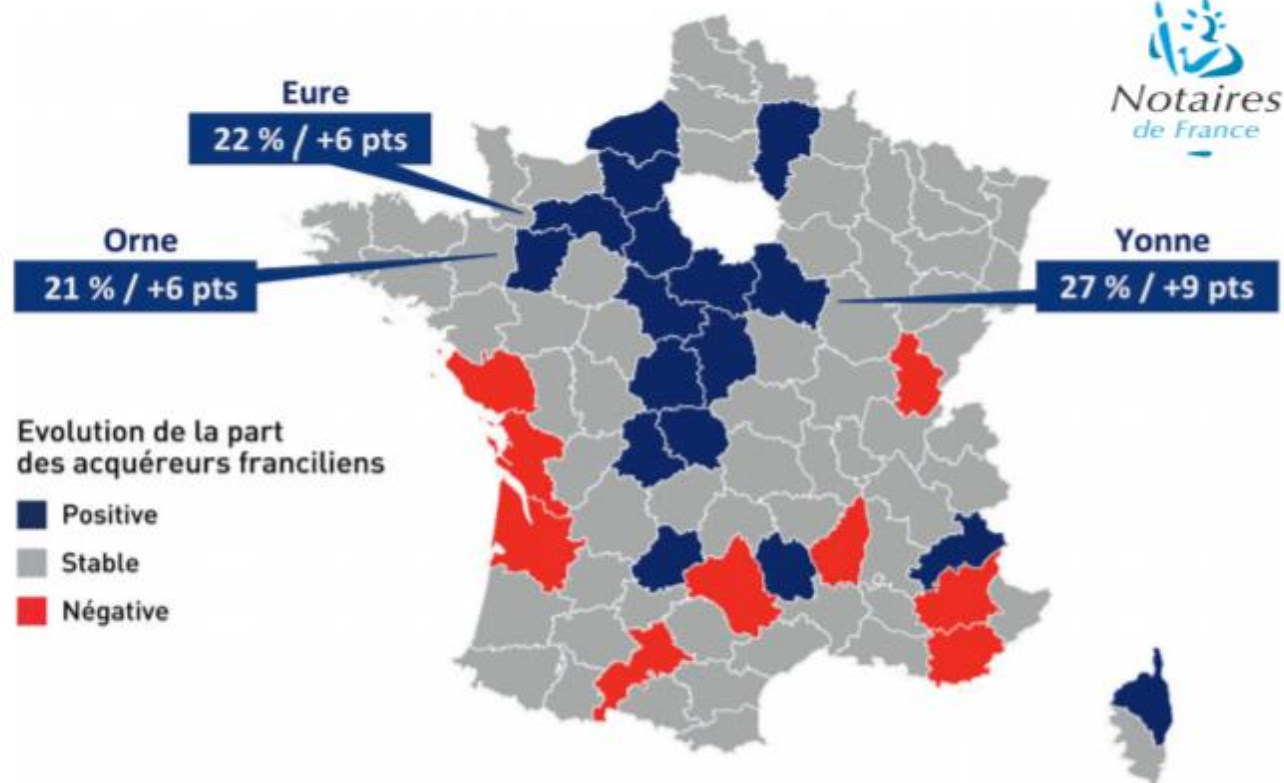 Notaires
de France
Eure
22 % / +6 pts
Orne
21 % / +6 pts
Yonne
27 % / +9 pts
Evolution de la part
des acquéreurs franciliens
Positive
Stable
Négative